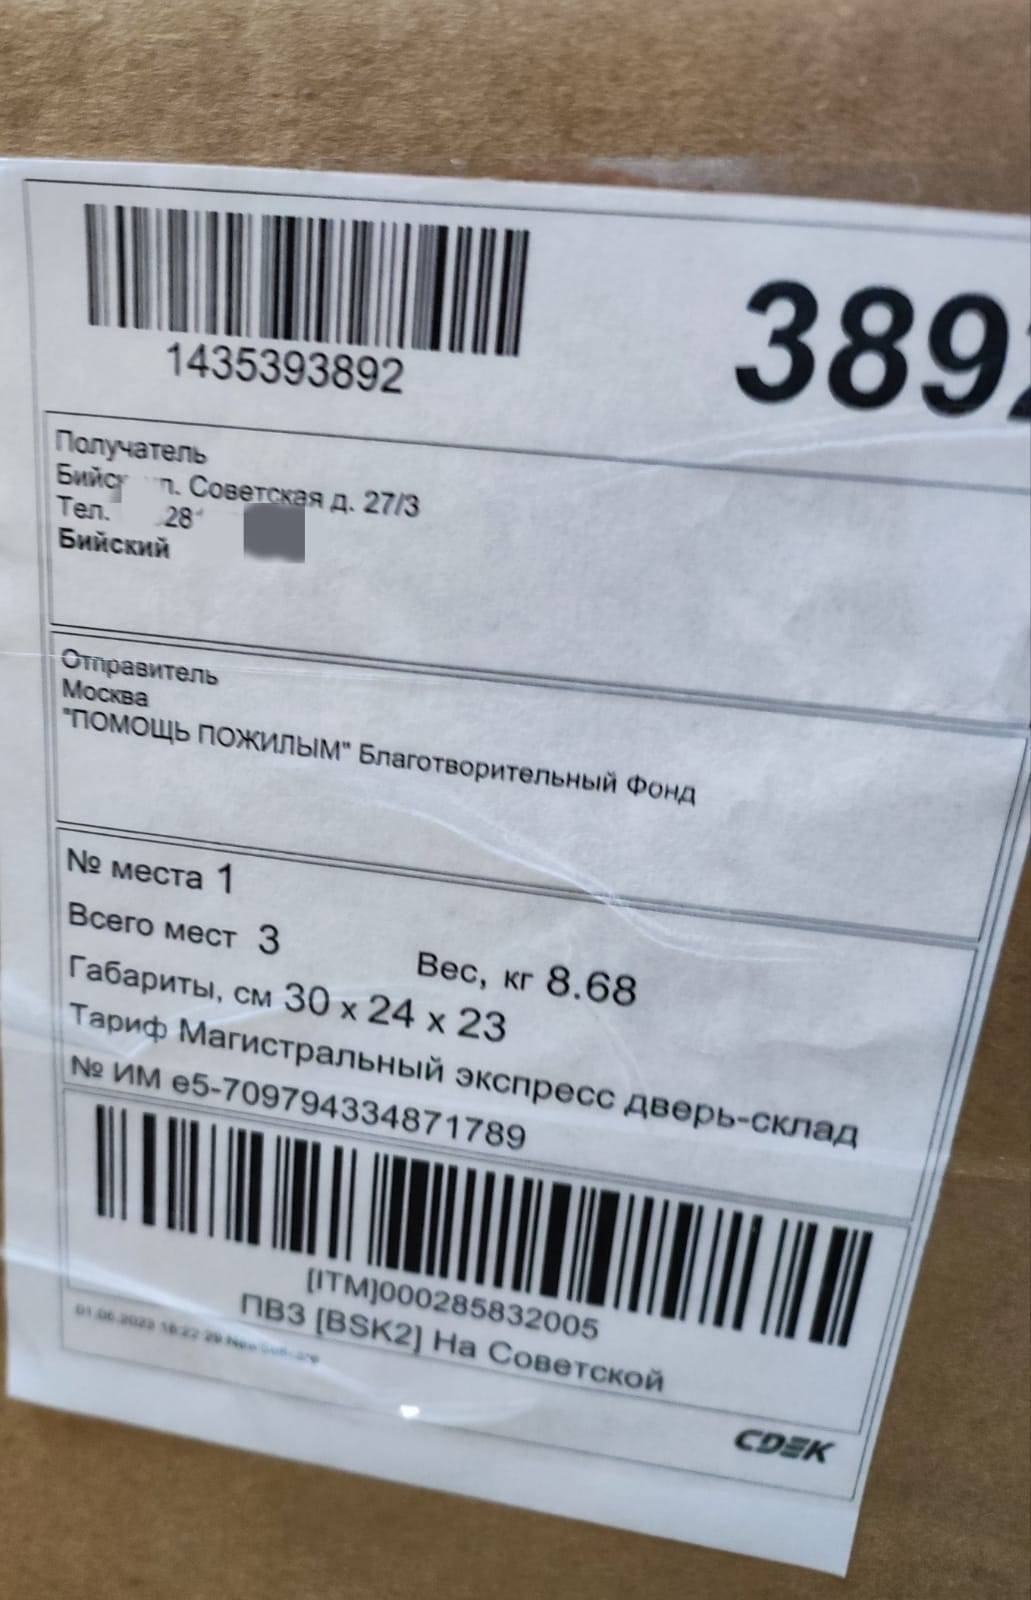 1435393892
389
Получатель
Бийск Советская д. 27/3
Тел. 28
Бийский
Отправитель
Москва
"ПОМОЩЬ ПОЖИЛЫМ" Благотворительный Фонд
№ места 1
Всего мест 3 Вес, кг 8.68
Габариты, см 30 x 24 x 23
Тариф Магистральный экспресс дверь-склад
№ ИМ e5-709794334871789
[ITM]000285832005
ПВЗ [BSK2] На Советской
CDEK